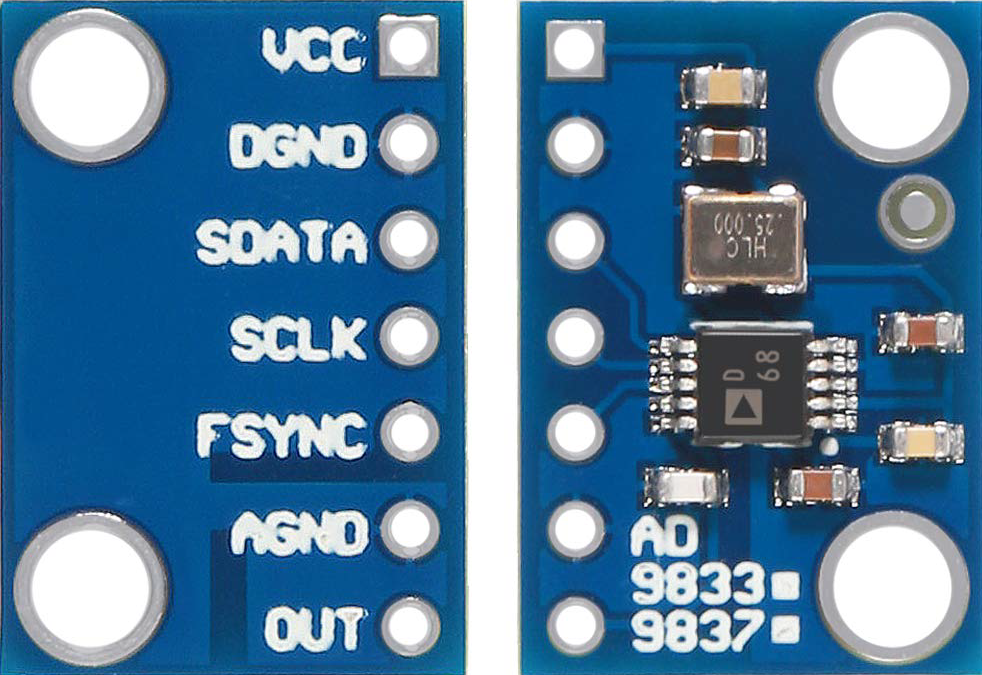 VCC
DGND
SDATA
SCLK
FSYNC
AGND
OUT
HLC
.25.000
D
68
AD
9833
9837